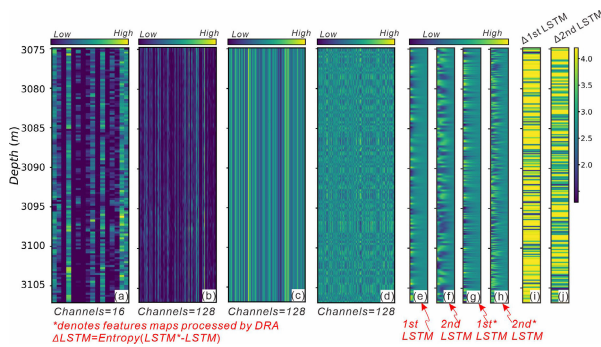 Low High Low High Low High Low High Low High
Δ1st LSTM
Δ2nd LSTM
Depth (m)
3075
3080
3085
3090
3095
3100
3105
4.0
3.5
3.0
2.5
2.0
1.5
(a) (b) (c) (d) (e) (f) (g) (h) (i) (j)
Channels=16 Channels=128 Channels=128 Channels=128
1st LSTM
2nd LSTM
1st* LSTM
2nd* LSTM
*denotes features maps processed by DRA
ΔLSTM=Entropy(LSTM*-LSTM)